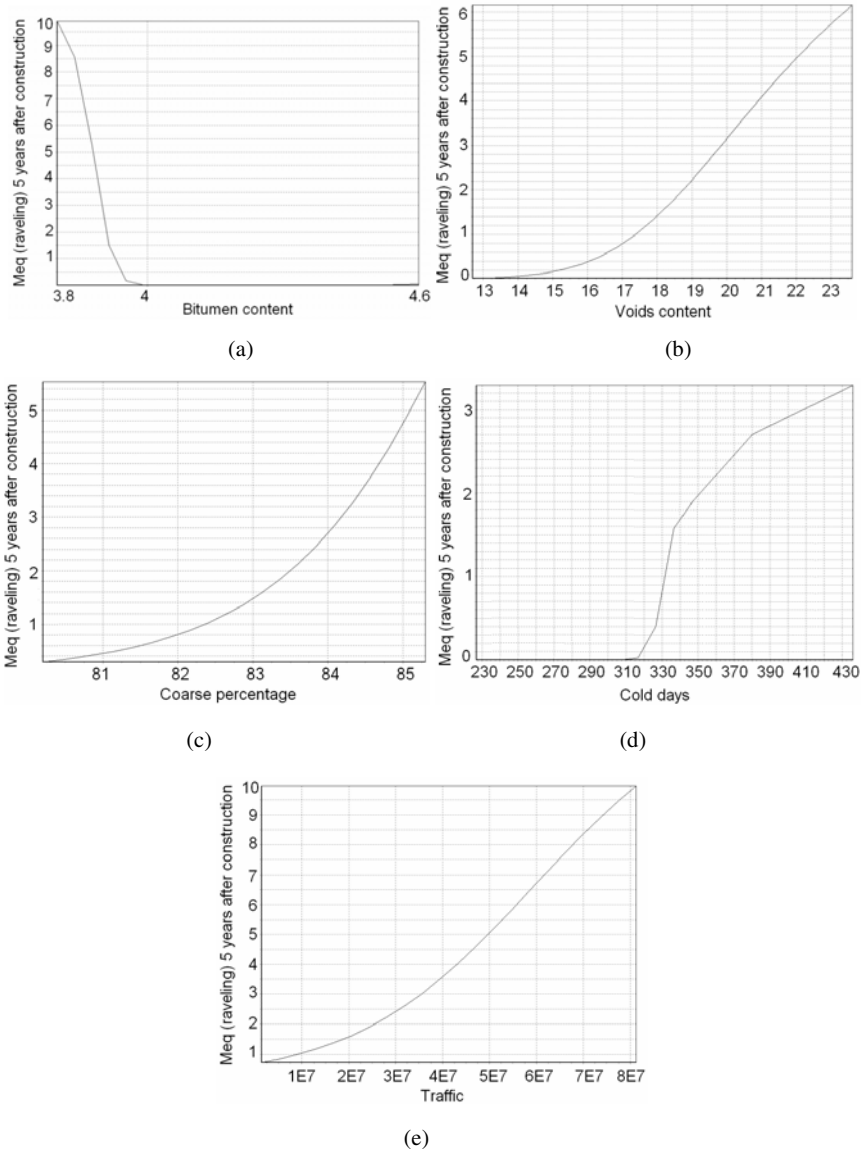 Meq (raveling) 5 years after construction
10
9
8
7
6
5
4
3
2
1
3.8 4 4.6
Bitumen content
(a)
Meq (raveling) 5 years after construction
6
5
4
3
2
1
0
13 14 15 16 17 18 19 20 21 22 23
Voids content
(b)
Meq (raveling) 5 years after construction
5
4
3
2
1
81 82 83 84 85
Coarse percentage
(c)
Meq (raveling) 5 years after construction
3
2
1
0
230 250 270 290 310 330 350 370 390 410 430
Cold days
(d)
Meq (raveling) 5 years after construction
10
9
8
7
6
5
4
3
2
1
1E7 2E7 3E7 4E7 5E7 6E7 7E7 8E7
Traffic
(e)